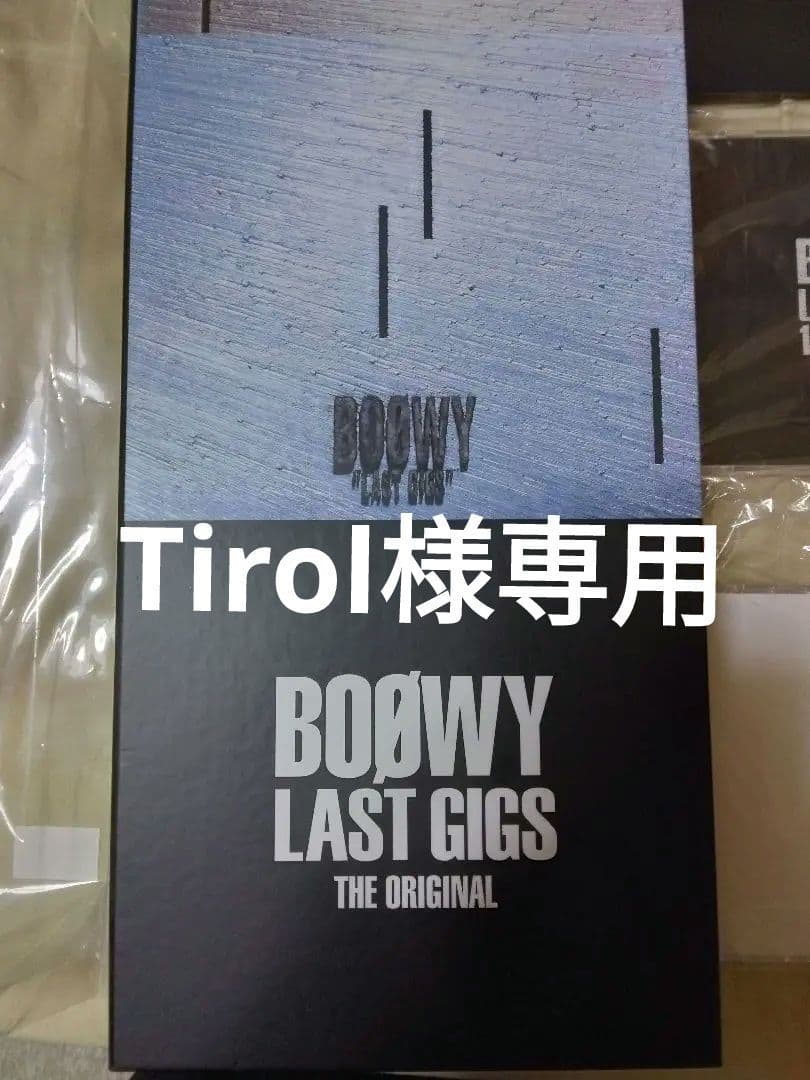 BOØWY
"LAST GIGS"
Tirol様専用
BOØWY
LAST GIGS
THE ORIGINAL